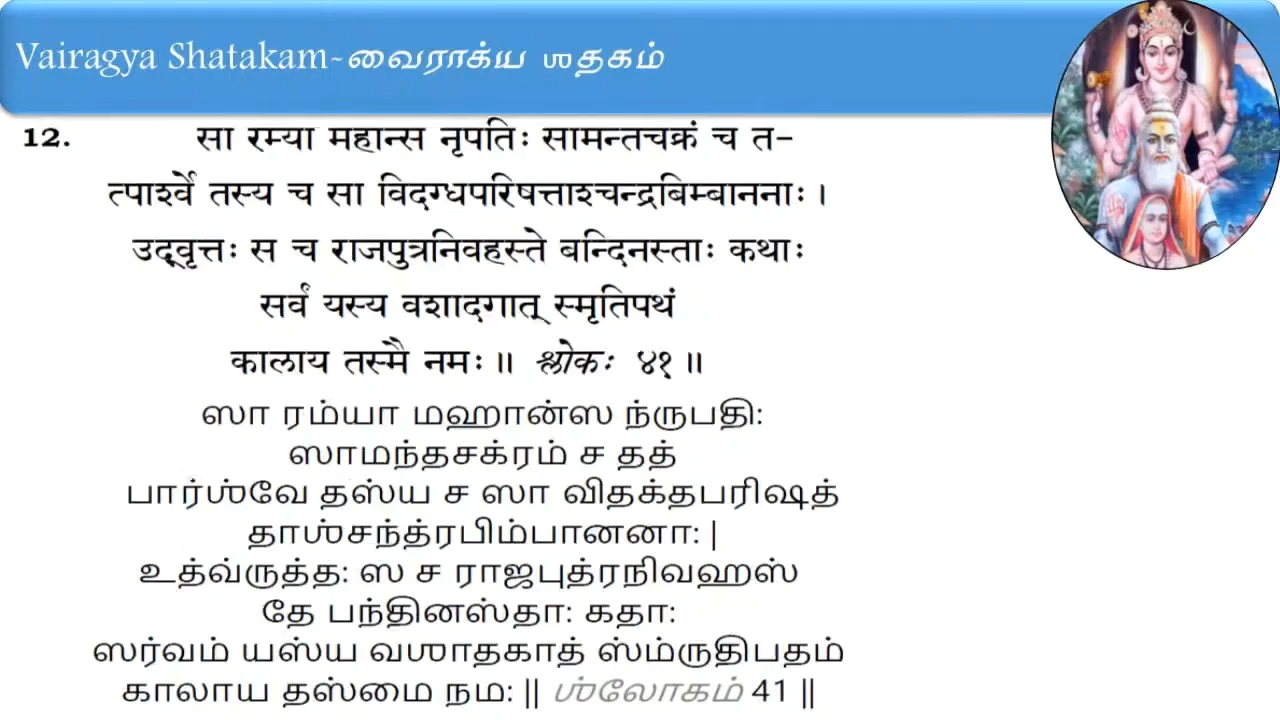 Vairagya Shatakam-வைராக்ய ஶதகம்
12. सा रम्या महान्स नृपतिः सामन्तचक्रं च त-
त्पार्श्वे तस्य च सा विदग्धपरिषत्ताश्चन्द्रबिम्बाननाः ।
उद्वृत्तः स च राजपुत्रनिवहस्ते बन्दिनस्ताः कथाः
सर्वं यस्य वशादगात् स्मृतिपथं
कालाय तस्मै नमः ॥ श्लोकः ४१ ॥
ஸா ரம்யா மஹான்ஸ ந்ருபதி:
ஸாமந்தசக்ரம் ச தத்
பார்ஶ்வே தஸ்ய ச ஸா விதக்தபரிஷத்
தாஶ்சந்த்ரபிம்பானனா: |
உத்வ்ருத்த: ஸ ச ராஜபுத்ரநிவஹஸ்
தே பந்தினஸ்தா: கதா:
ஸர்வம் யஸ்ய வஶாதகாத் ஸ்ம்ருதிபதம்
காலாய தஸ்மை நம: || ஶ்லோகம் 41 ||